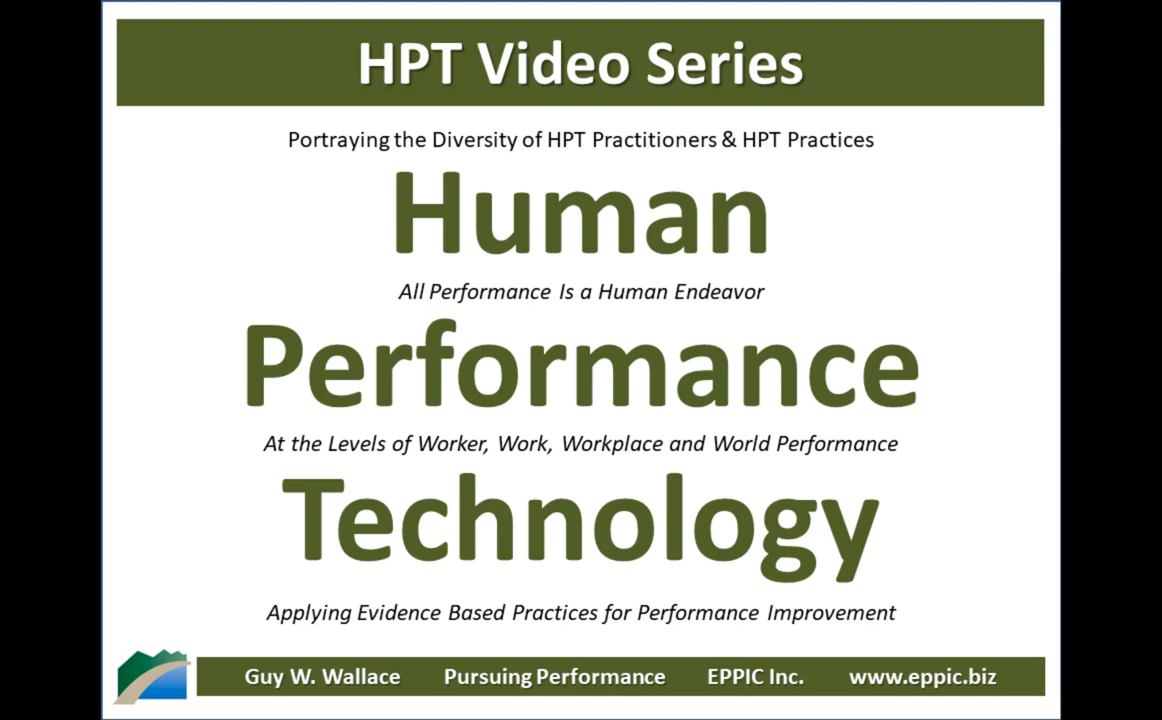 HPT Video Series
Portraying the Diversity of HPT Practitioners & HPT Practices
Human
All Performance Is a Human Endeavor
Performance
At the Levels of Worker, Work, Workplace and World Performance
Technology
Applying Evidence Based Practices for Performance Improvement
Guy W. Wallace Pursuing Performance EPPIC Inc. www.eppic.biz